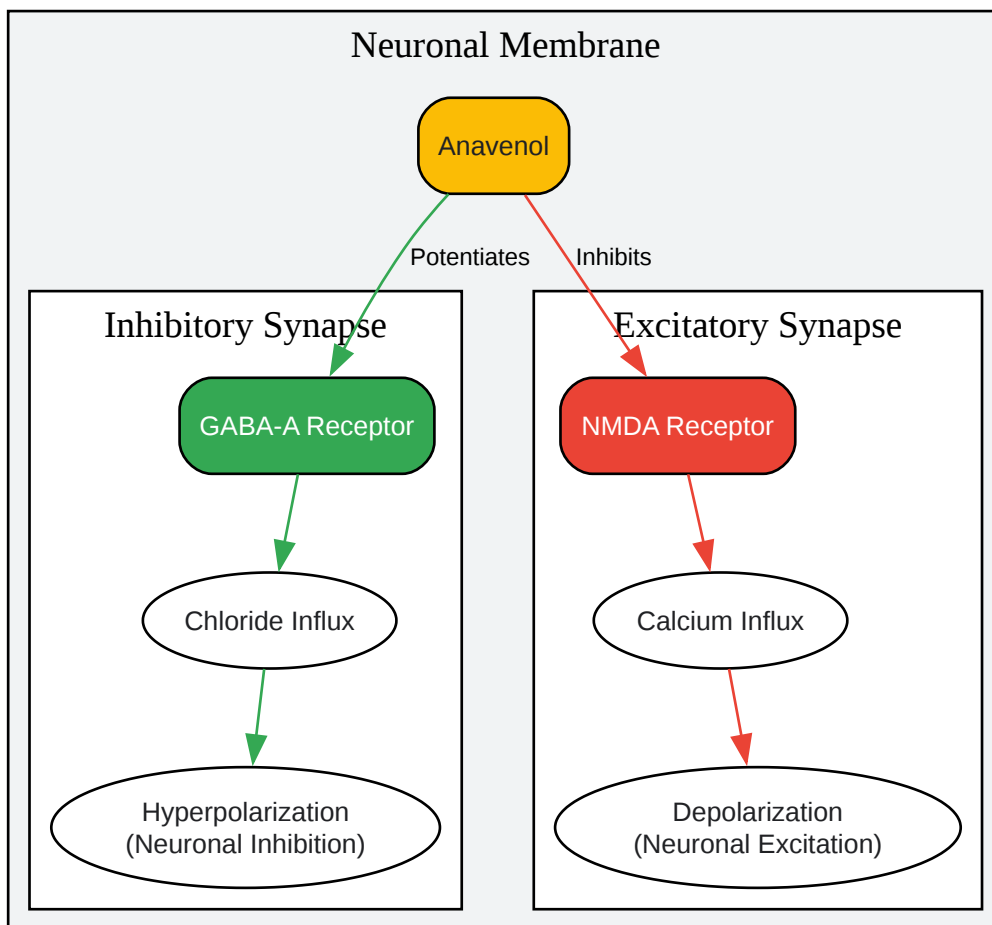 Neuronal Membrane
Anavenol
Potentiates
Inhibits
Inhibitory Synapse
Excitatory Synapse
GABA-A Receptor
NMDA Receptor
Chloride Influx
Calcium Influx
Hyperpolarization
(Neuronal Inhibition)
Depolarization
(Neuronal Excitation)